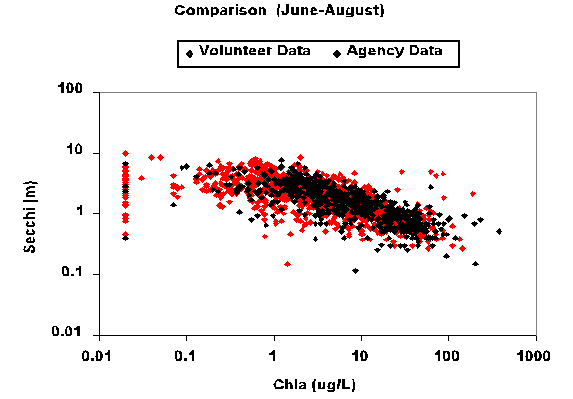 Comparison (June-August)
Volunteer Data Agency Data
100
10
1
0.1
0.01
Secchi (m)
0.01 0.1 1 10 100 1000
Chla (ug/L)